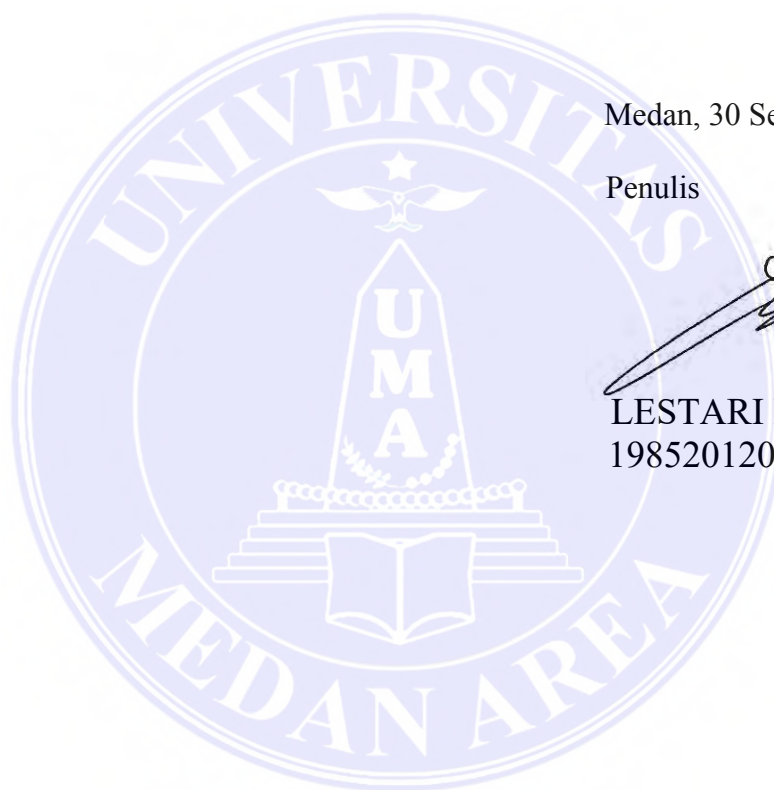 UNIVERSITAS
Medan, 30 Se
Penulis
UMA
LESTARI
198520120
MEDAN AREA